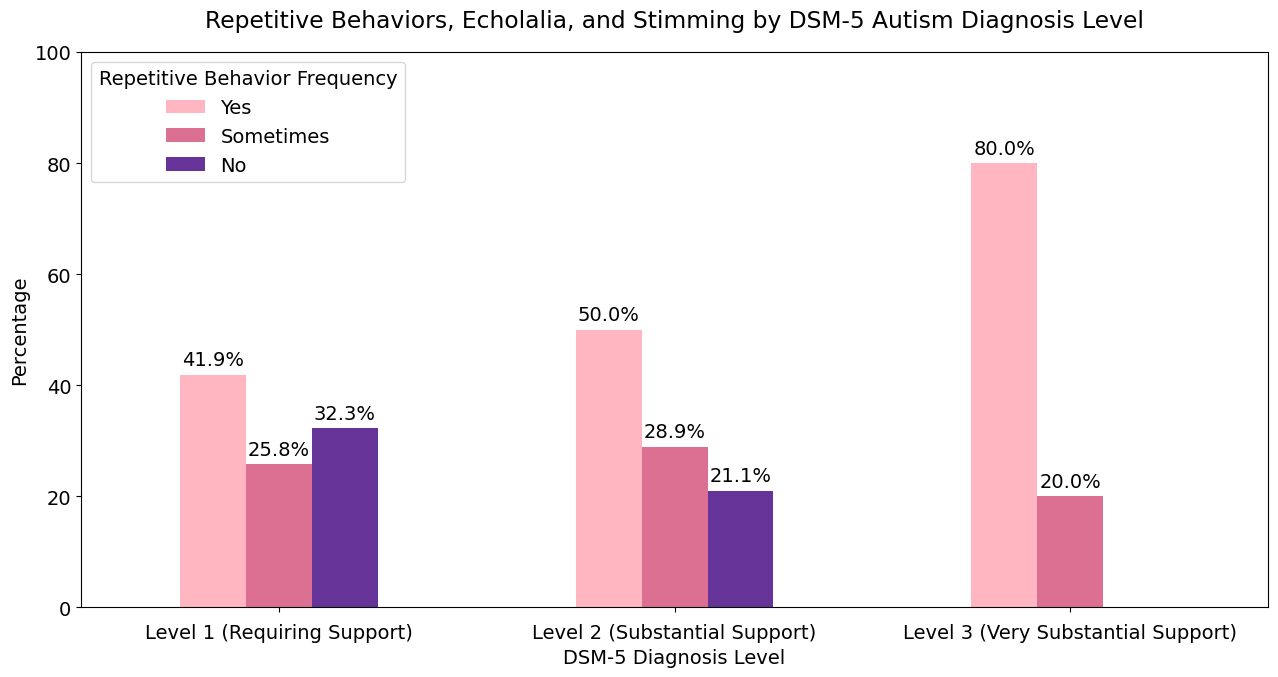 Repetitive Behaviors, Echolalia, and Stimming by DSM-5 Autism Diagnosis Level
Percentage
100
80
60
40
20
0
Repetitive Behavior Frequency
Yes
Sometimes
No
41.9%
25.8%
32.3%
50.0%
28.9%
21.1%
80.0%
20.0%
Level 1 (Requiring Support)
Level 2 (Substantial Support)
Level 3 (Very Substantial Support)
DSM-5 Diagnosis Level